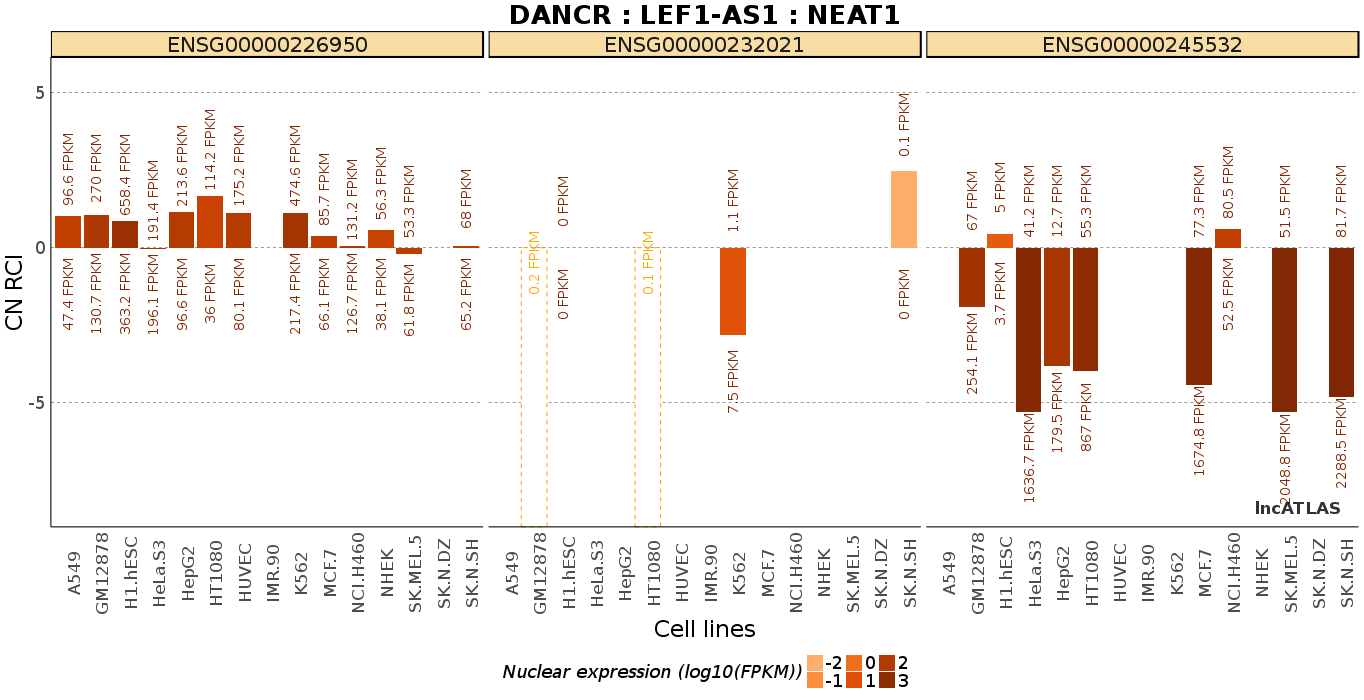 DANCR : LEF1-AS1 : NEAT1
ENSG00000226950 ENSG00000232021 ENSG00000245532
CN RCI
5
0
-5
96.6 FPKM
270 FPKM
658.4 FPKM
191.4 FPKM
213.6 FPKM
114.2 FPKM
175.2 FPKM
474.6 FPKM
85.7 FPKM
131.2 FPKM
56.3 FPKM
53.3 FPKM
68 FPKM
47.4 FPKM
130.7 FPKM
363.2 FPKM
196.1 FPKM
96.6 FPKM
36 FPKM
80.1 FPKM
217.4 FPKM
66.1 FPKM
126.7 FPKM
38.1 FPKM
61.8 FPKM
65.2 FPKM
0.2 FPKM
0 FPKM
0 FPKM
0.1 FPKM
1.1 FPKM
7.5 FPKM
0.1 FPKM
0 FPKM
67 FPKM
5 FPKM
41.2 FPKM
12.7 FPKM
55.3 FPKM
77.3 FPKM
80.5 FPKM
51.5 FPKM
81.7 FPKM
254.1 FPKM
3.7 FPKM
1636.7 FPKM
179.5 FPKM
867 FPKM
1674.8 FPKM
52.5 FPKM
2048.8 FPKM
2288.5 FPKM
lncATLAS
A549
GM12878
H1.hESC
HeLa.S3
HepG2
HT1080
HUVEC
IMR.90
K562
MCF.7
NCI.H460
NHEK
SK.MEL.5
SK.N.DZ
SK.N.SH
A549
GM12878
H1.hESC
HeLa.S3
HepG2
HT1080
HUVEC
IMR.90
K562
MCF.7
NCI.H460
NHEK
SK.MEL.5
SK.N.DZ
SK.N.SH
A549
GM12878
H1.hESC
HeLa.S3
HepG2
HT1080
HUVEC
IMR.90
K562
MCF.7
NCI.H460
NHEK
SK.MEL.5
SK.N.DZ
SK.N.SH
Cell lines
Nuclear expression (log10(FPKM))
-2 0 2
-1 1 3